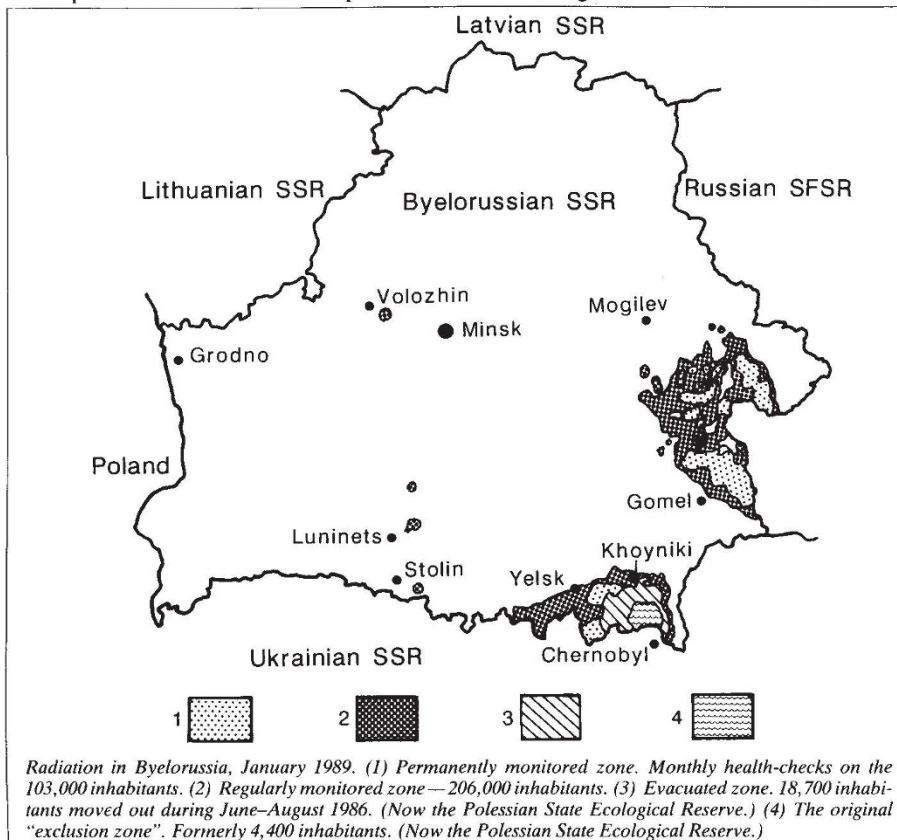 Latvian SSR
Lithuanian SSR
Byelorussian SSR
Russian SFSR
Volozhin
Minsk
Mogilev
Grodno
Poland
Gomel
Luninets
Khoyniki
Stolin
Yelsk
Chernobyl
Ukrainian SSR
1 2 3 4
Radiation in Byelorussia, January 1989. (1) Permanently monitored zone. Monthly health-checks on the
103,000 inhabitants. (2) Regularly monitored zone—206,000 inhabitants. (3) Evacuated zone. 18,700 inhabi-
tants moved out during June–August 1986. (Now the Polessian State Ecological Reserve.) (4) The original
"exclusion zone". Formerly 4,400 inhabitants. (Now the Polessian State Ecological Reserve.)